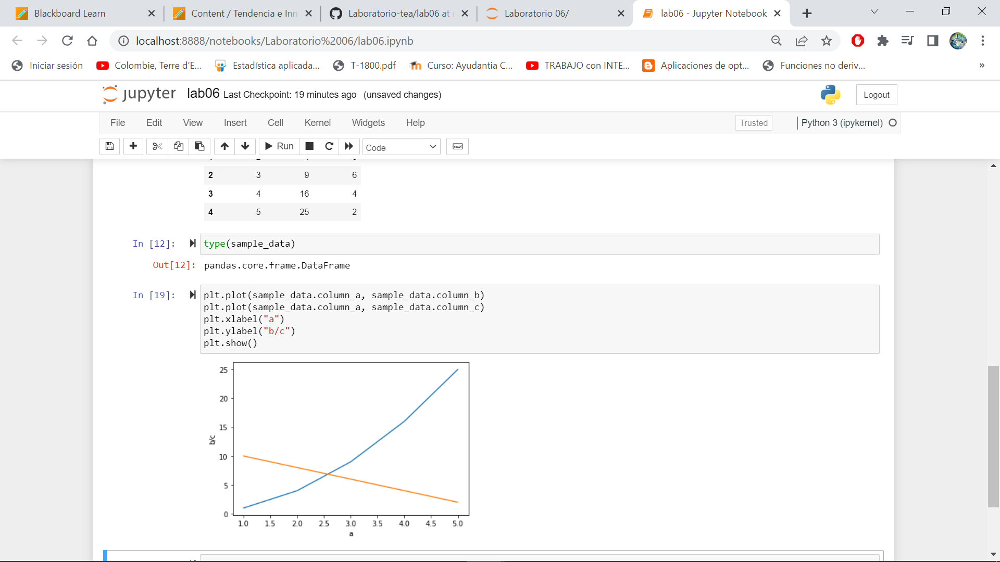 Blackboard Learn
Content / Tendencia e Inn
Laboratorio-tea/lab06 at
Laboratorio 06/
lab06 - Jupyter Notebook
localhost:8888/notebooks/Laboratorio%2006/lab06.ipynb
Iniciar sesión
Colombie, Terre d'E...
Estadística aplicada...
T-1800.pdf
Curso: Ayudantia C...
TRABAJO con INTE...
Aplicaciones de opt...
Funciones no deriv...
»
jupyter lab06 Last Checkpoint: 19 minutes ago (unsaved changes)
Logout
File Edit View Insert Cell Kernel Widgets Help
Trusted
Python 3 (ipykernel)
Run
Code
2 3 9 6
3 4 16 4
4 5 25 2
In [12]: type(sample_data)
Out[12]: pandas.core.frame.DataFrame
In [19]: plt.plot(sample_data.column_a, sample_data.column_b)
plt.plot(sample_data.column_a, sample_data.column_c)
plt.xlabel("a")
plt.ylabel("b/c")
plt.show()
25
20
15
10
5
0
b/c
1.0 1.5 2.0 2.5 3.0 3.5 4.0 4.5 5.0
a